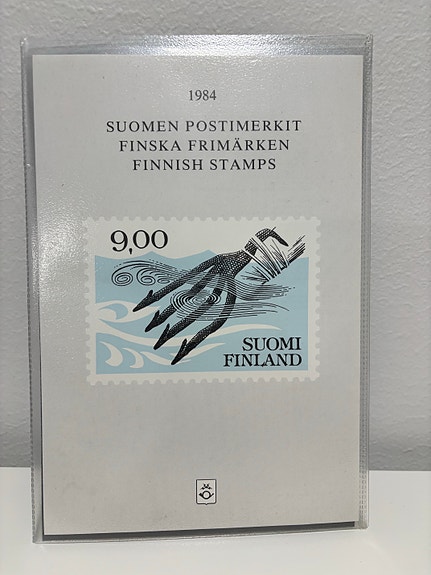 1984
SUOMEN POSTIMERKIT
FINSKA FRIMÄRKEN
FINNISH STAMPS
9,00
SUOMI
FINLAND